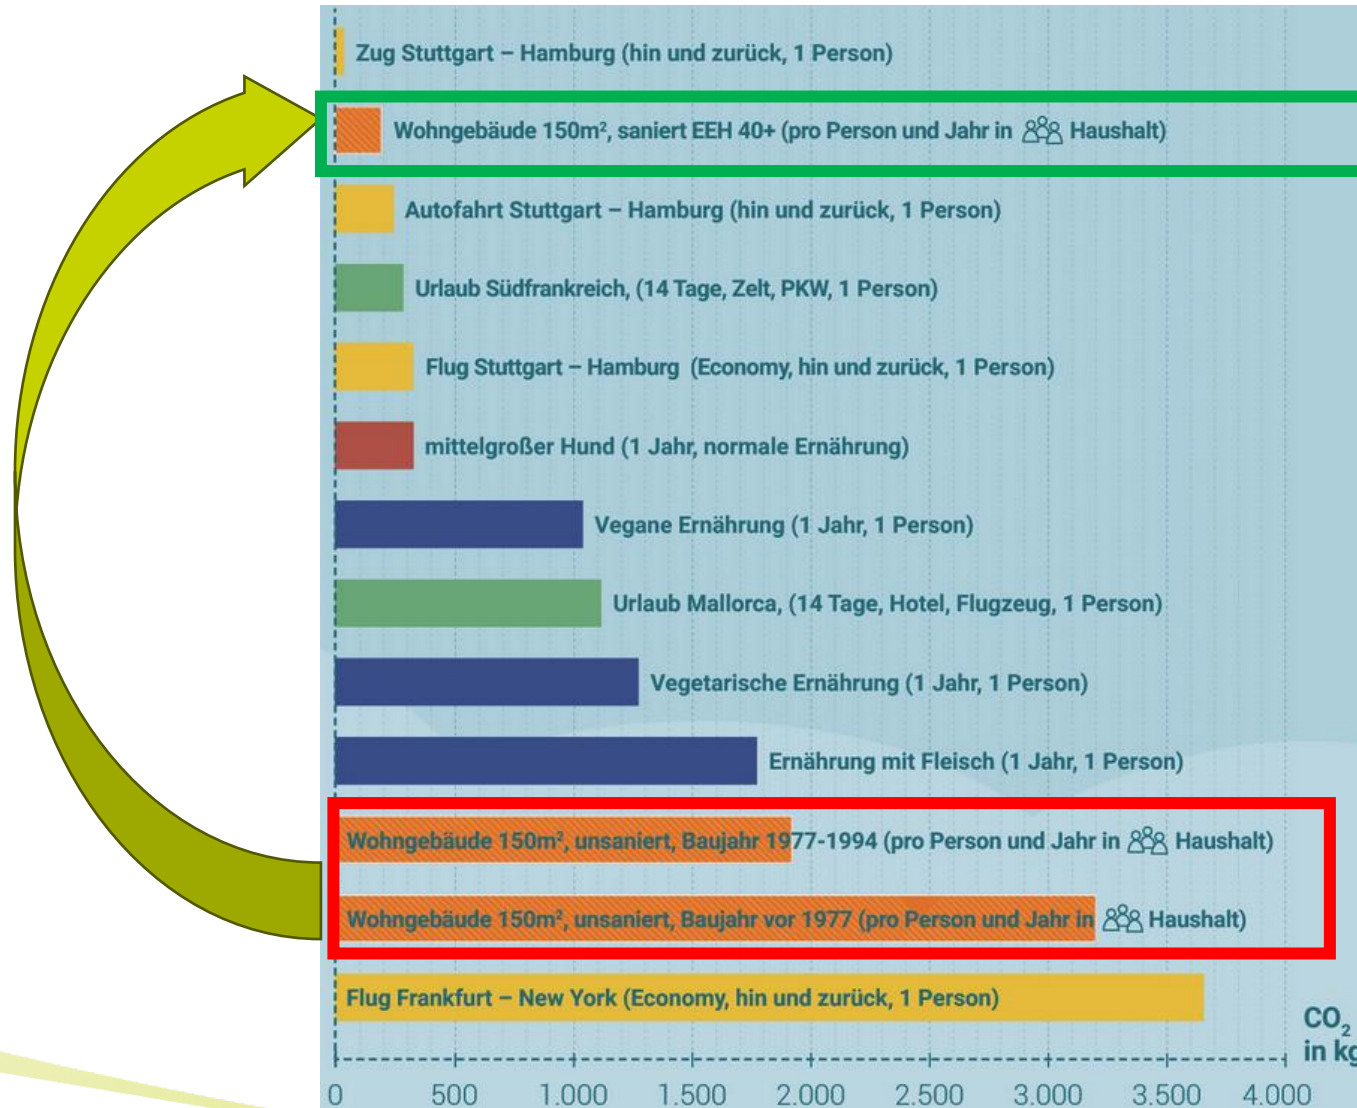 Zug Stuttgart – Hamburg (hin und zurück, 1 Person)
Wohngebäude 150m², saniert EEH 40+ (pro Person und Jahr in Haushalt)
Autofahrt Stuttgart – Hamburg (hin und zurück, 1 Person)
Urlaub Südfrankreich, (14 Tage, Zelt, PKW, 1 Person)
Flug Stuttgart – Hamburg (Economy, hin und zurück, 1 Person)
mittelgroßer Hund (1 Jahr, normale Ernährung)
Vegane Ernährung (1 Jahr, 1 Person)
Urlaub Mallorca, (14 Tage, Hotel, Flugzeug, 1 Person)
Vegetarische Ernährung (1 Jahr, 1 Person)
Ernährung mit Fleisch (1 Jahr, 1 Person)
Wohngebäude 150m², unsaniert, Baujahr 1977-1994 (pro Person und Jahr in Haushalt)
Wohngebäude 150m², unsaniert, Baujahr vor 1977 (pro Person und Jahr in Haushalt)
Flug Frankfurt – New York (Economy, hin und zurück, 1 Person)
CO₂
in kg
0 500 1.000 1.500 2.000 2.500 3.000 3.500 4.000